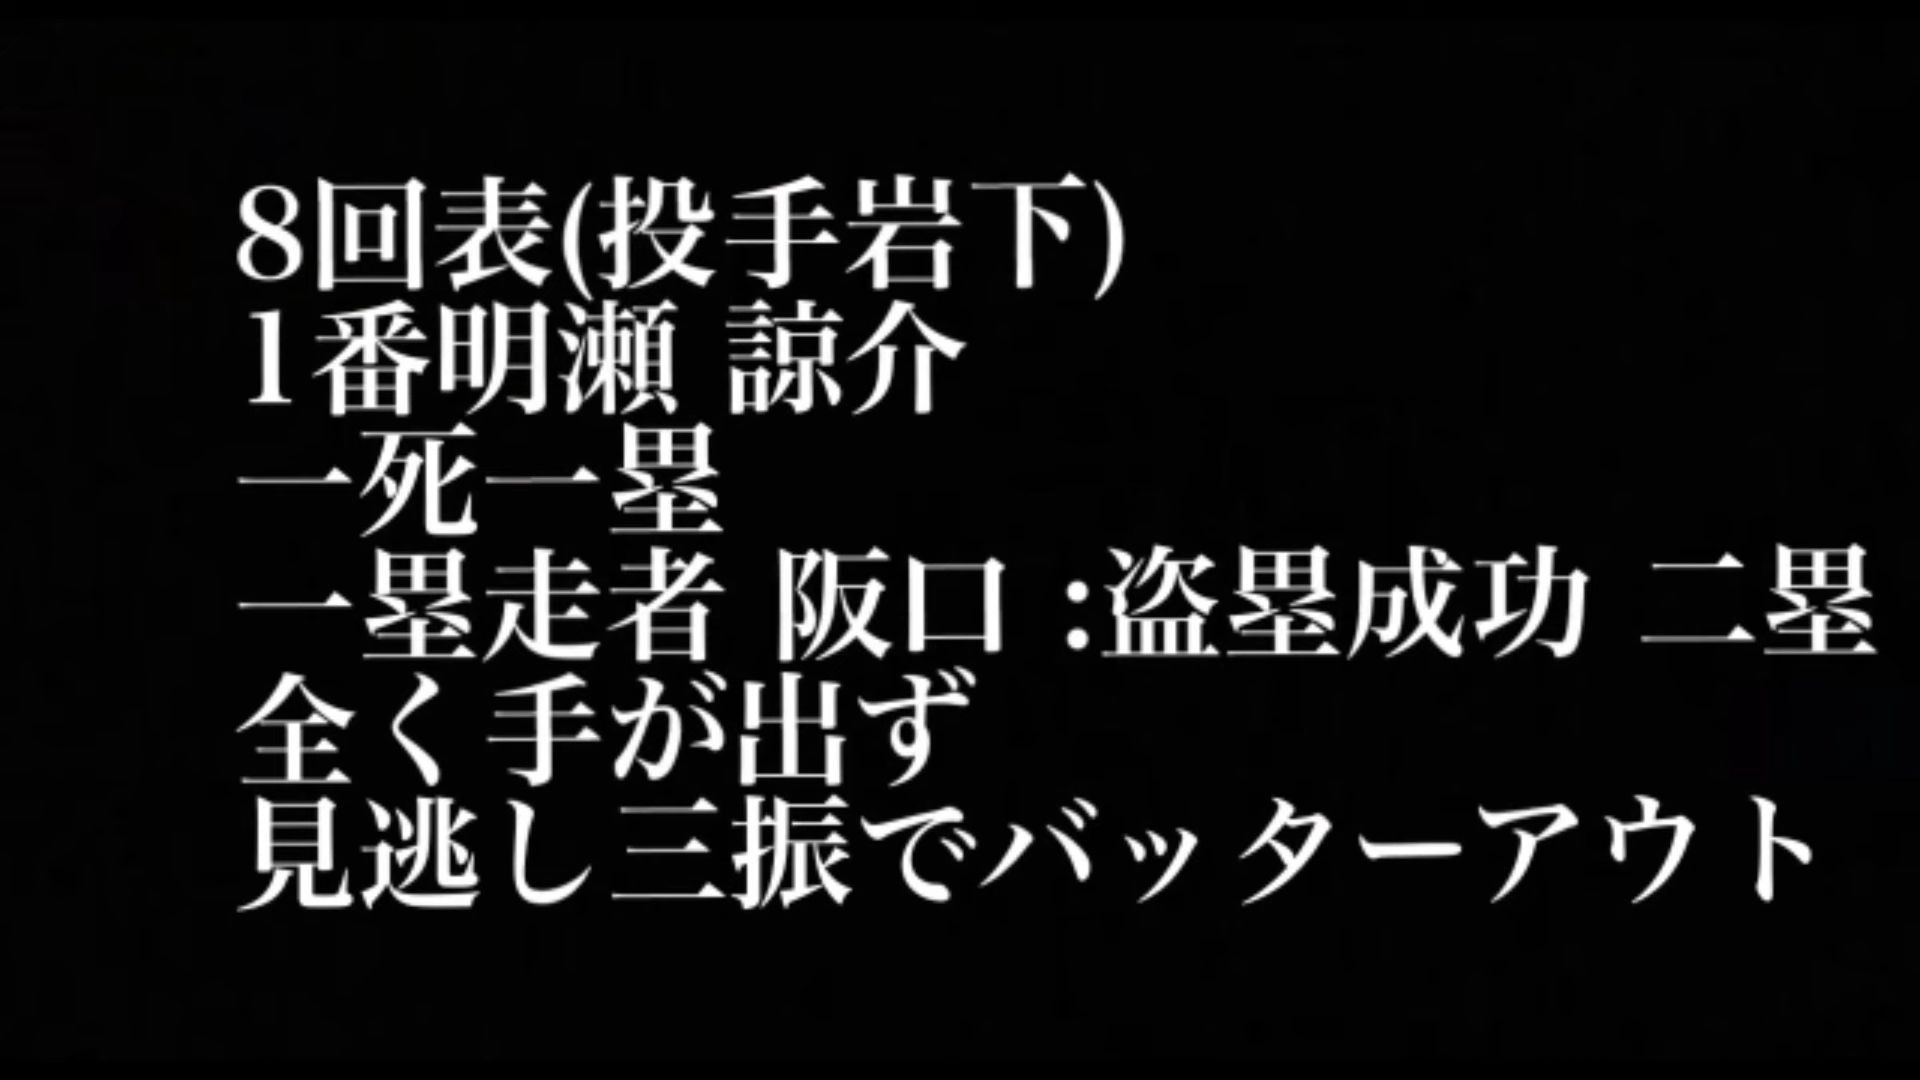 8回表(投手岩下)
1番明瀬 諒介
一死一塁
一塁走者 阪口 :盗塁成功 二塁
全く手が出ず
見逃し三振でバッターアウト